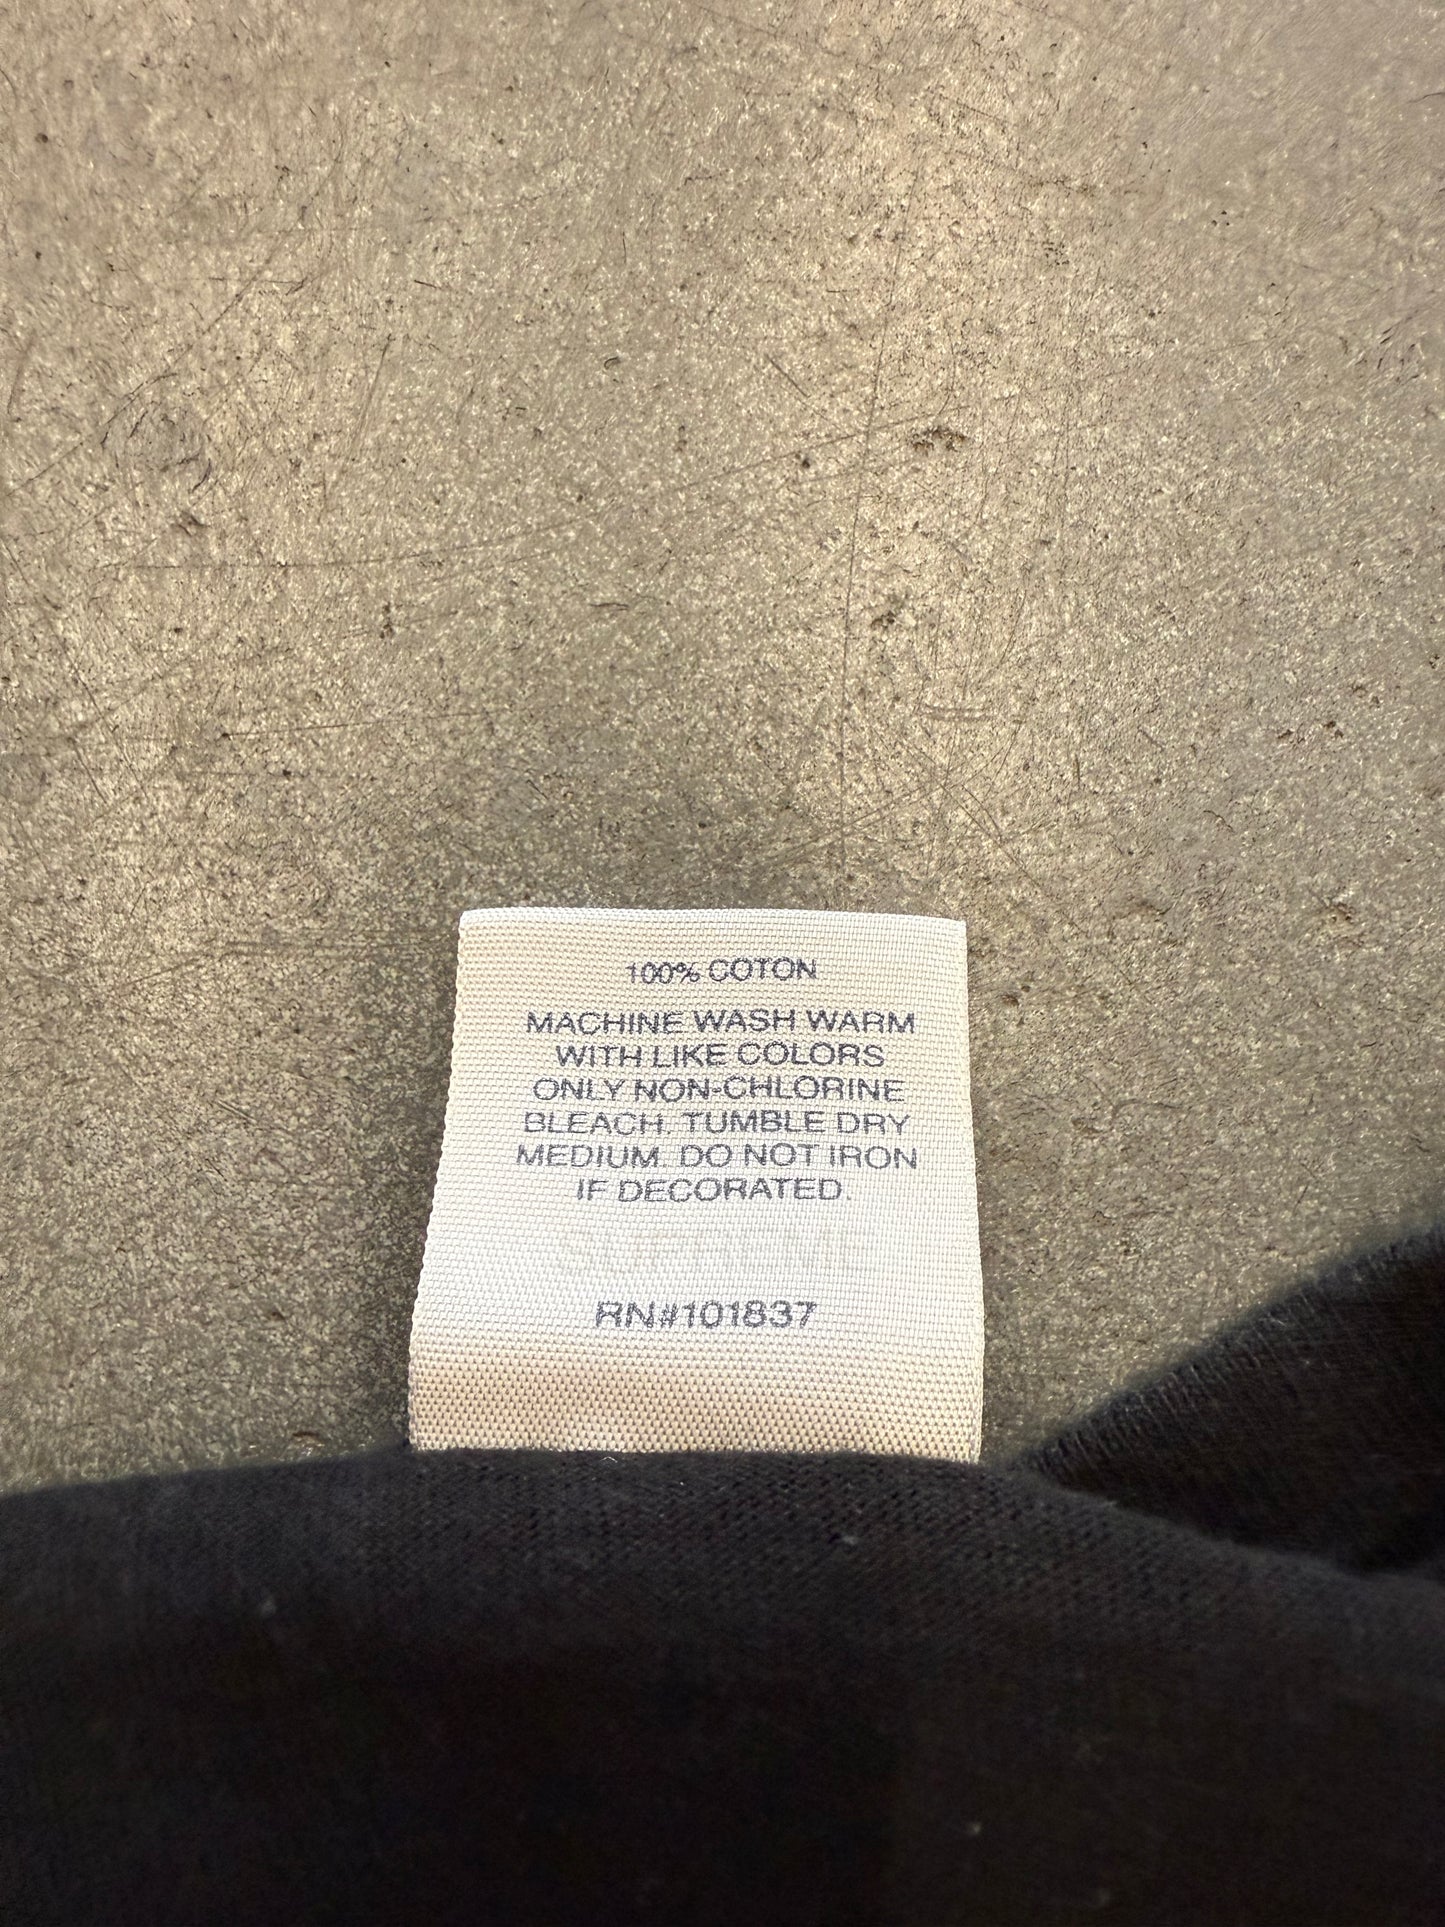 100% COTON
MACHINE WASH WARM
WITH LIKE COLORS
ONLY NON-CHLORINE
BLEACH. TUMBLE DRY
MEDIUM. DO NOT IRON
IF DECORATED.
RN#101837